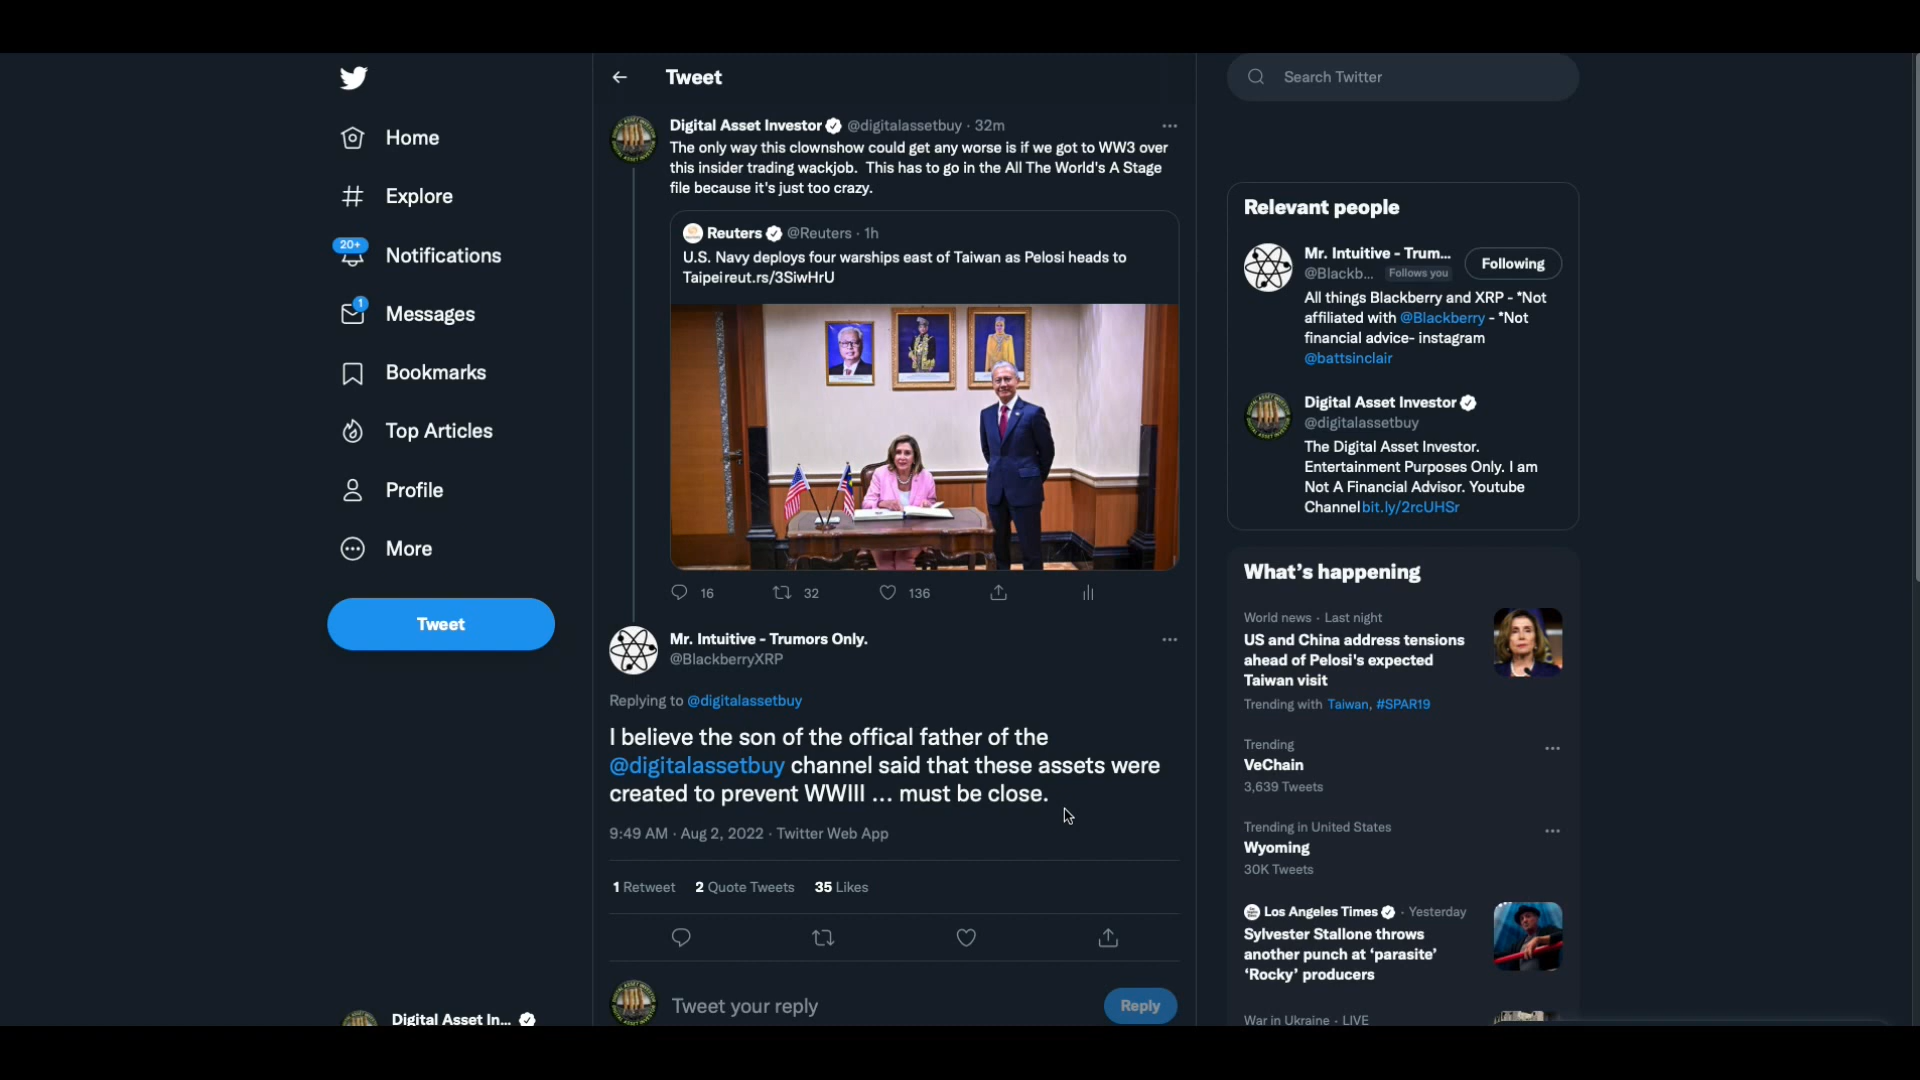 Home
Explore
20+
Notifications
1
Messages
Bookmarks
Top Articles
Profile
More
Tweet
Digital Asset In...
Tweet
Digital Asset Investor @digitalassetbuy · 32m
The only way this clownshow could get any worse is if we got to WW3 over
this insider trading wackjob. This has to go in the All The World's A Stage
file because it's just too crazy.
Reuters @Reuters · 1h
U.S. Navy deploys four warships east of Taiwan as Pelosi heads to
Taipeireut.rs/3SiwHrU
16 32 136
Mr. Intuitive - Trumors Only.
@BlackberryXRP
Replying to @digitalassetbuy
I believe the son of the offical father of the
@digitalassetbuy channel said that these assets were
created to prevent WWIII ... must be close.
9:49 AM · Aug 2, 2022 · Twitter Web App
1 Retweet 2 Quote Tweets 35 Likes
Tweet your reply
Reply
Search Twitter
Relevant people
Mr. Intuitive - Trum...
@Blackb... Follows you
Following
All things Blackberry and XRP - *Not
affiliated with @Blackberry - *Not
financial advice- instagram
@battsinclair
Digital Asset Investor
@digitalassetbuy
The Digital Asset Investor.
Entertainment Purposes Only. I am
Not A Financial Advisor. Youtube
Channel bit.ly/2rcUHSr
What's happening
World news · Last night
US and China address tensions
ahead of Pelosi's expected
Taiwan visit
Trending with Taiwan, #SPAR19
Trending
VeChain
3,639 Tweets
Trending in United States
Wyoming
30K Tweets
Los Angeles Times · Yesterday
Sylvester Stallone throws
another punch at 'parasite'
'Rocky' producers
War in Ukraine · LIVE